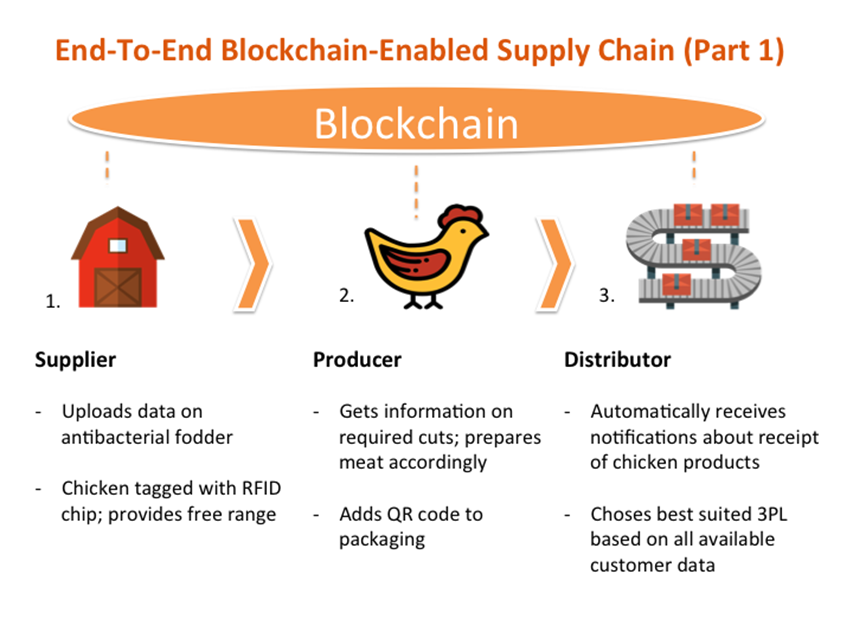 End-To-End Blockchain-Enabled Supply Chain (Part 1)
Blockchain
1.
2.
3.
Supplier
- Uploads data on
antibacterial fodder
- Chicken tagged with RFID
chip; provides free range
Producer
- Gets information on
required cuts; prepares
meat accordingly
- Adds QR code to
packaging
Distributor
- Automatically receives
notifications about receipt
of chicken products
- Choses best suited 3PL
based on all available
customer data